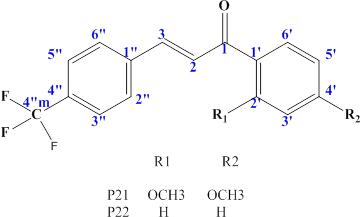 O
3 6'
6" 1 1' 5'
5" 1" 2
4" 2' 4'
4"m 2" R1 3' R2
F C 3"
F
F
R1 R2
P21 OCH3 OCH3
P22 H H